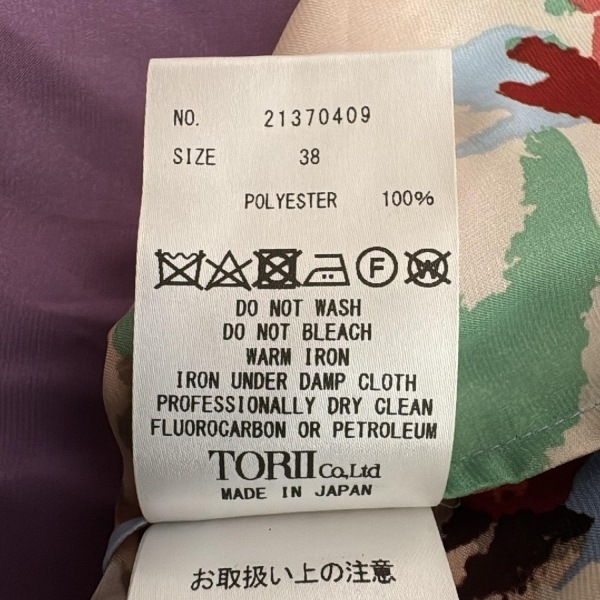 NO. 21370409
SIZE 38
POLYESTER 100%
F W
DO NOT WASH
DO NOT BLEACH
WARM IRON
IRON UNDER DAMP CLOTH
PROFESSIONALLY DRY CLEAN
FLUOROCARBON OR PETROLEUM
TORII Co,Ltd
MADE IN JAPAN
お取扱い上の注意